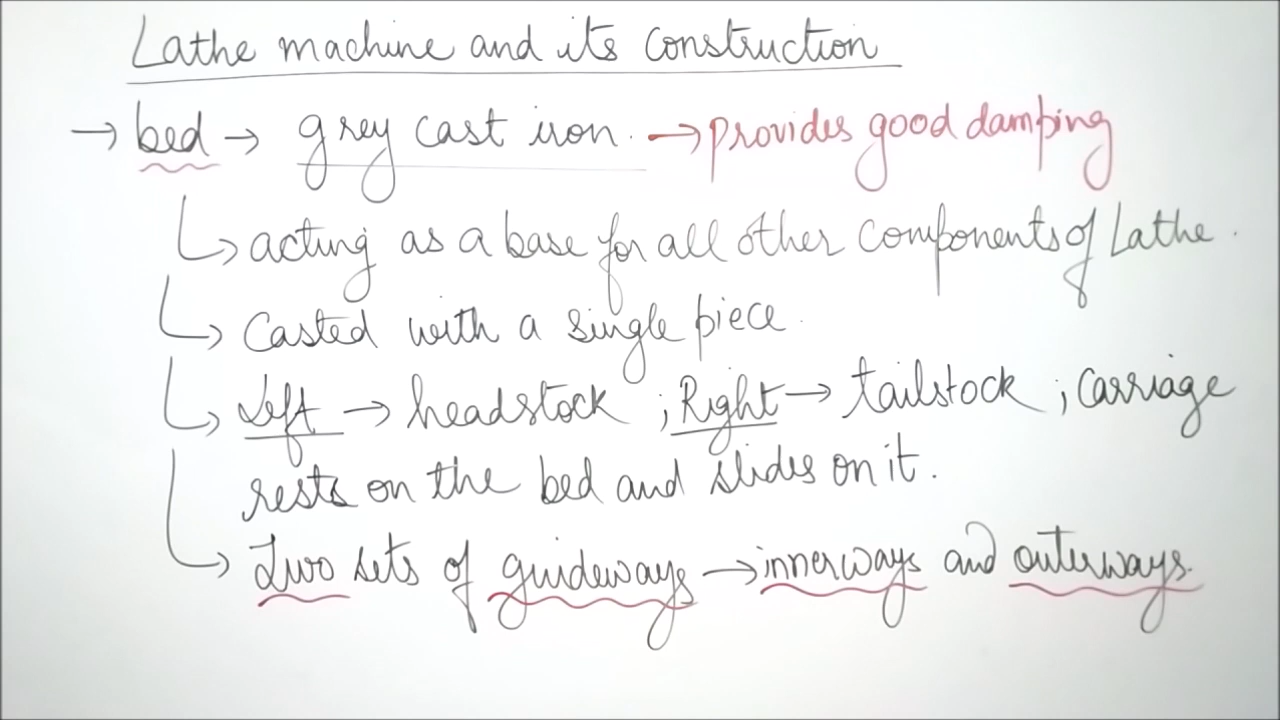 Lathe machine and its construction
→ bed → grey cast iron. → provides good damping
↳ acting as a base for all other components of Lathe.
↳ Casted with a single piece.
↳ Left → headstock ; Right → tailstock ; Carriage
rests on the bed and slides on it.
↳ Two sets of guideways → innerways and outerways.